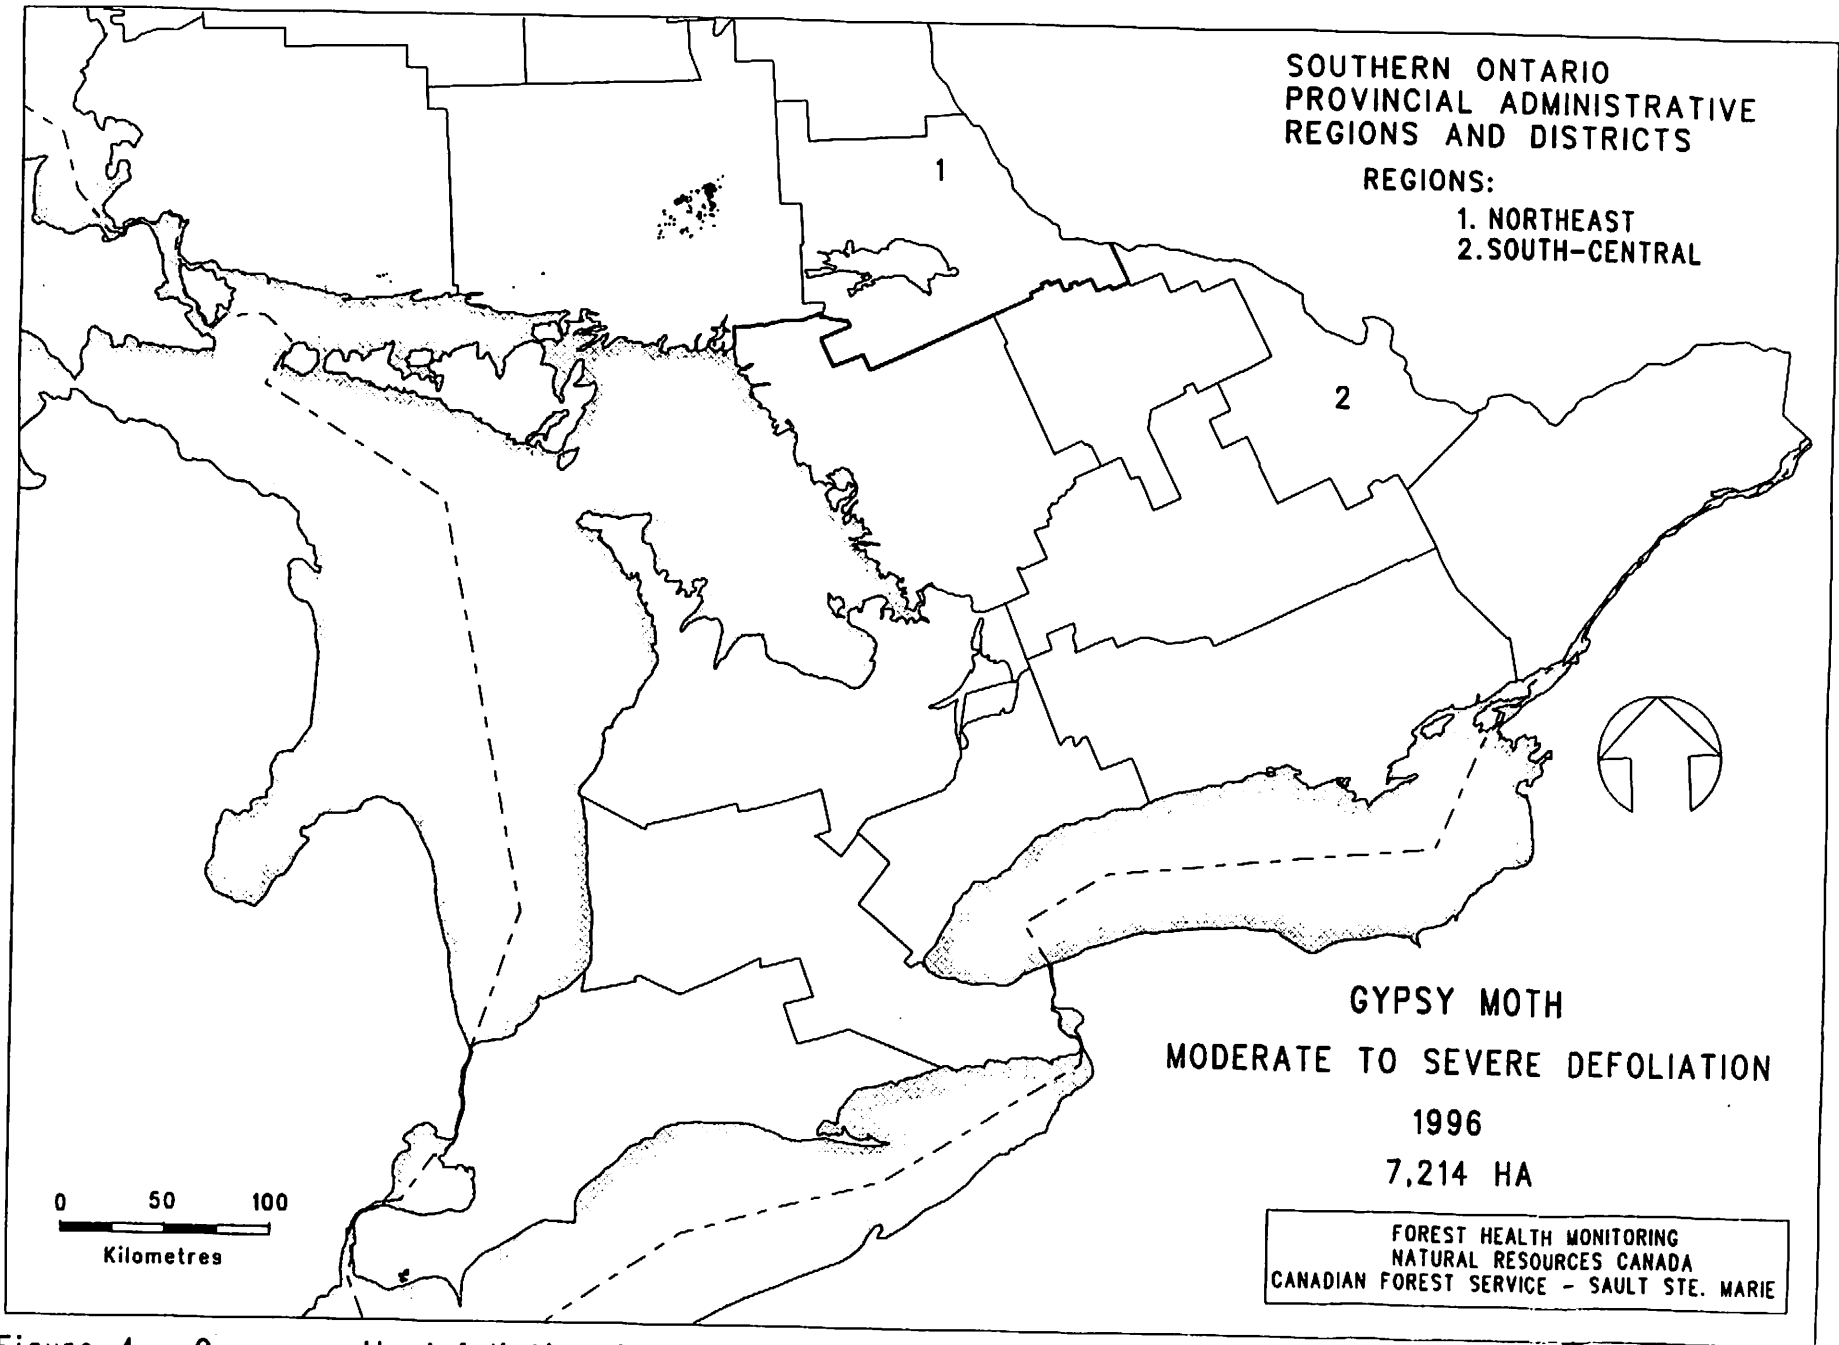 SOUTHERN ONTARIO
PROVINCIAL ADMINISTRATIVE
REGIONS AND DISTRICTS
REGIONS:
1. NORTHEAST
2. SOUTH-CENTRAL
1
2
GYPSY MOTH
MODERATE TO SEVERE DEFOLIATION
1996
7,214 HA
0 50 100
Kilometres
FOREST HEALTH MONITORING
NATURAL RESOURCES CANADA
CANADIAN FOREST SERVICE - SAULT STE. MARIE